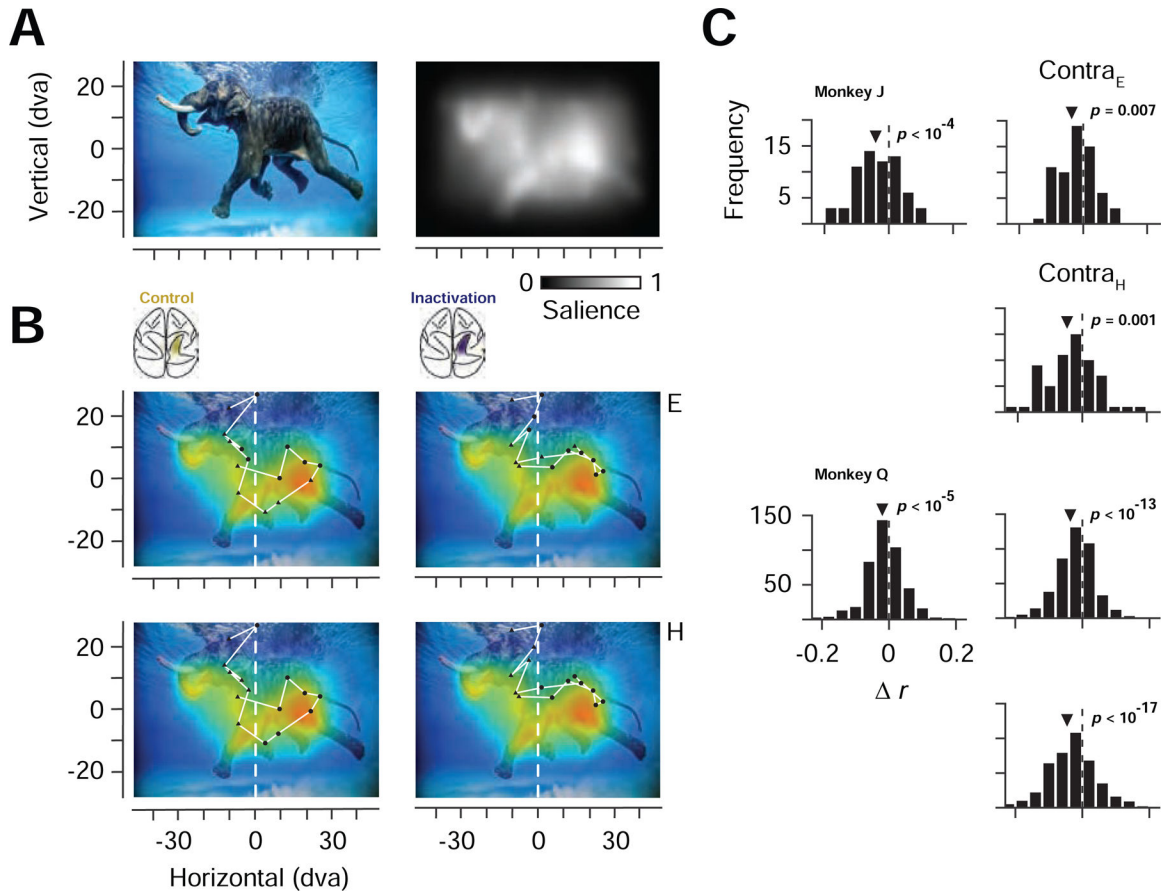 A
C
Vertical (dva)
20
0
-20
0
1
Salience
B
Control
Inactivation
E
20
0
-20
H
20
0
-20
-30
0
30
-30
0
30
Horizontal (dva)
Monkey J
Contra_E
Frequency
15
5
p < 10^-4
p = 0.007
Contra_H
p = 0.001
Monkey Q
150
50
p < 10^-5
p < 10^-13
-0.2
0
0.2
Δ r
p < 10^-17